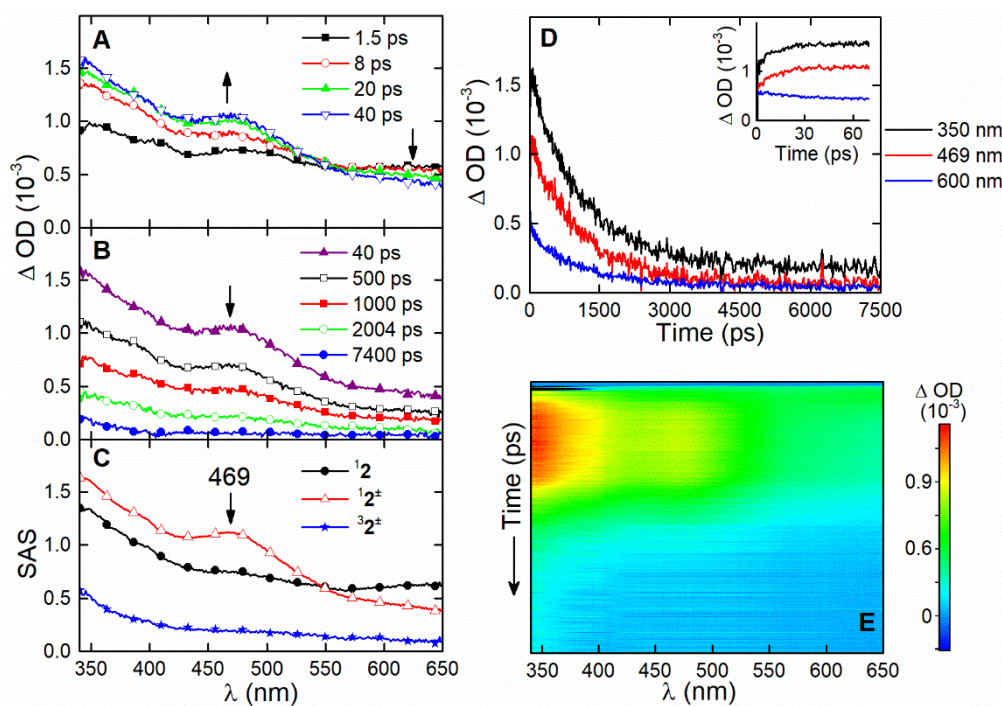 A
1.5 ps
8 ps
20 ps
40 ps
1.5
1.0
0.5
0.0
B
40 ps
500 ps
1000 ps
2004 ps
7400 ps
1.5
1.0
0.5
0.0
Δ OD (10⁻³)
C
469
¹2
¹2±
³2±
1.5
1.0
0.5
0.0
SAS
350 400 450 500 550 600 650
λ (nm)
D
Δ OD (10⁻³)
1.5
1.0
0.5
0.0
0 1500 3000 4500 6000 7500
Time (ps)
Δ OD (10⁻³)
1
0
0 30 60
Time (ps)
350 nm
469 nm
600 nm
E
Time (ps)
350 400 450 500 550 600 650
λ (nm)
Δ OD
(10⁻³)
0.9
0.6
0